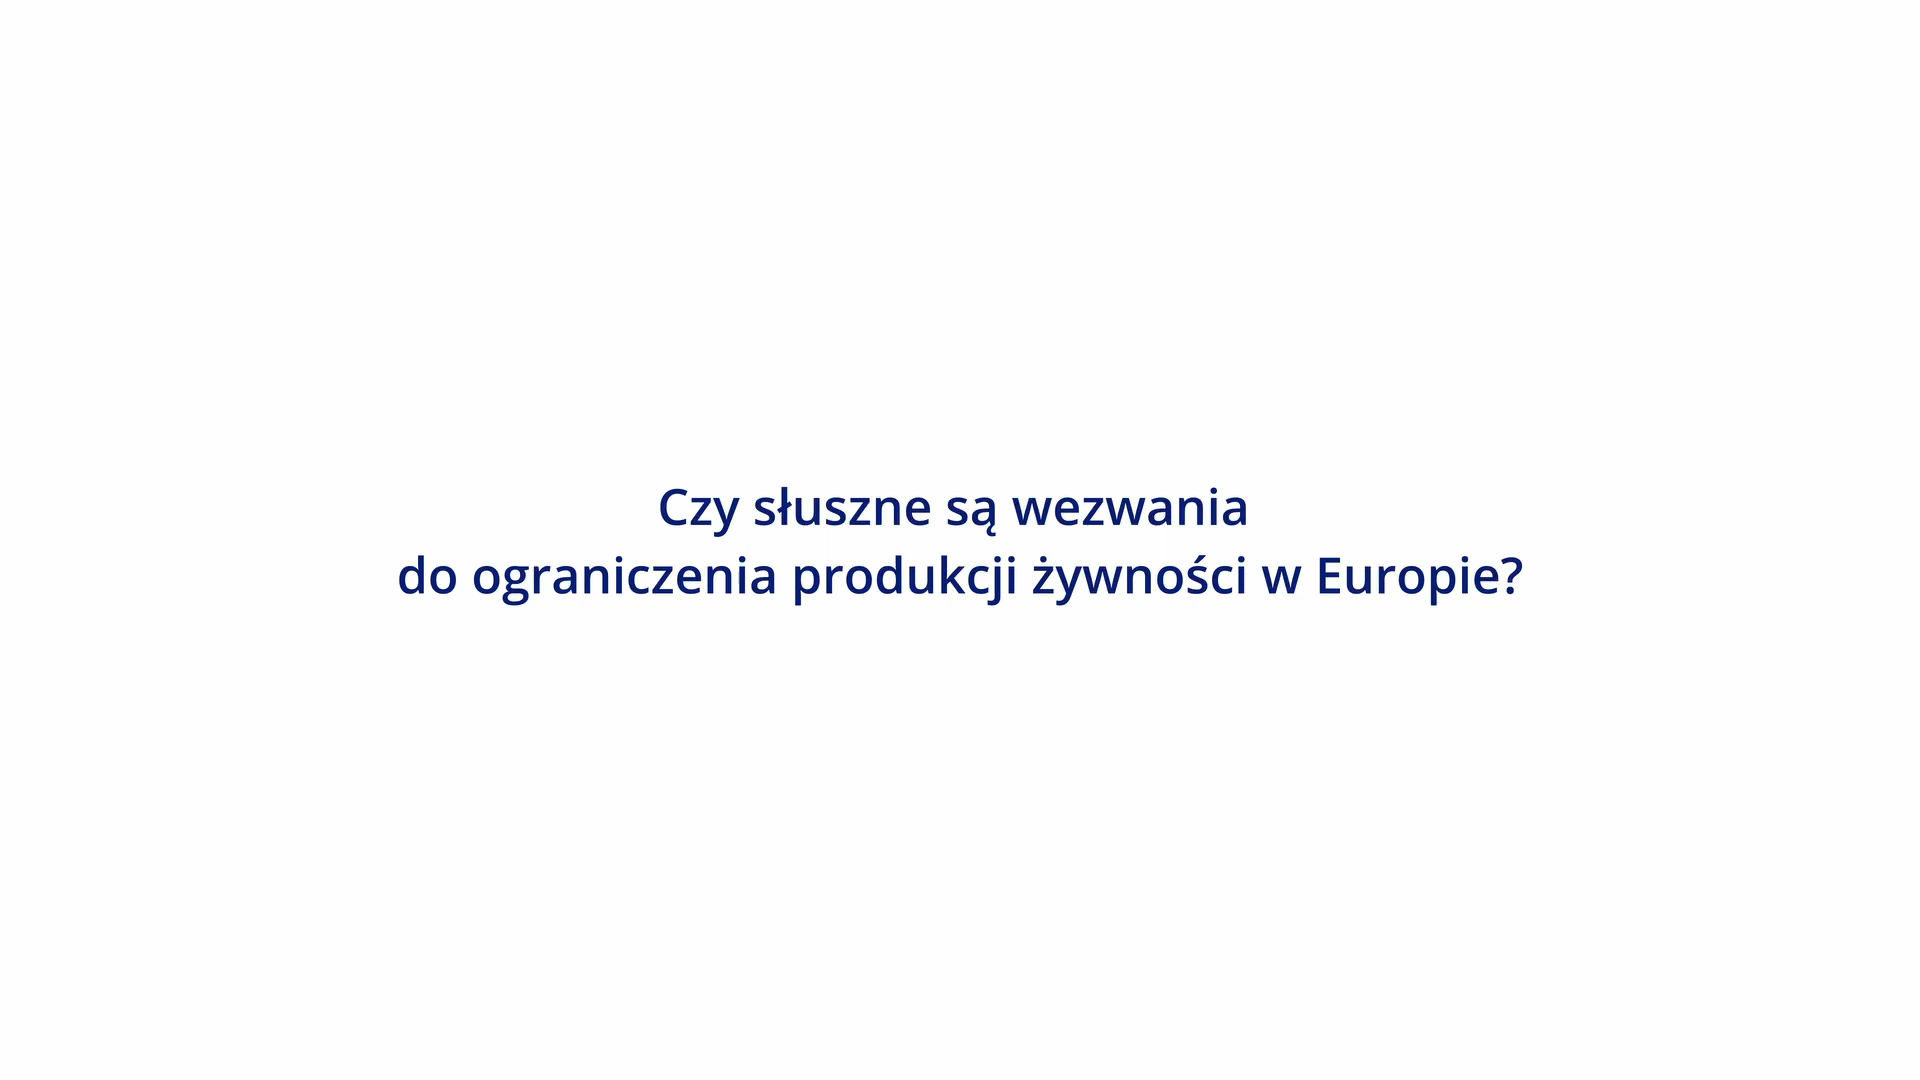 Czy słuszne są wezwania
do ograniczenia produkcji żywności w Europie?